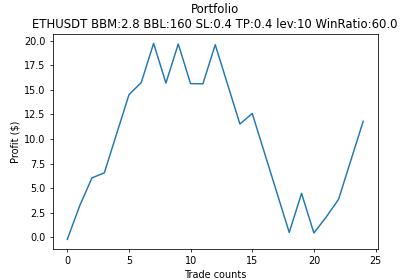 Portfolio
ETHUSDT BBM:2.8 BBL:160 SL:0.4 TP:0.4 lev:10 WinRatio:60.0
20.0
17.5
15.0
12.5
10.0
7.5
5.0
2.5
0.0
Profit ($)
0 5 10 15 20 25
Trade counts